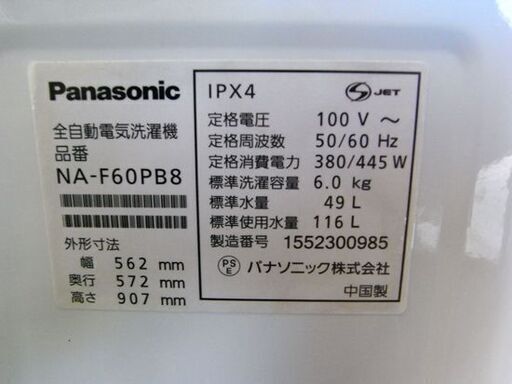 Panasonic
全自動電気洗濯機
品番
NA-F60PB8
外形寸法
幅 562 mm
奥行 572 mm
高さ 907 mm
IPX4
S JET
定格電圧 100 V ～
定格周波数 50/60 Hz
定格消費電力 380/445 W
標準洗濯容量 6.0 kg
標準水量 49 L
標準使用水量 116 L
製造番号 1552300985
PS E パナソニック株式会社
中国製